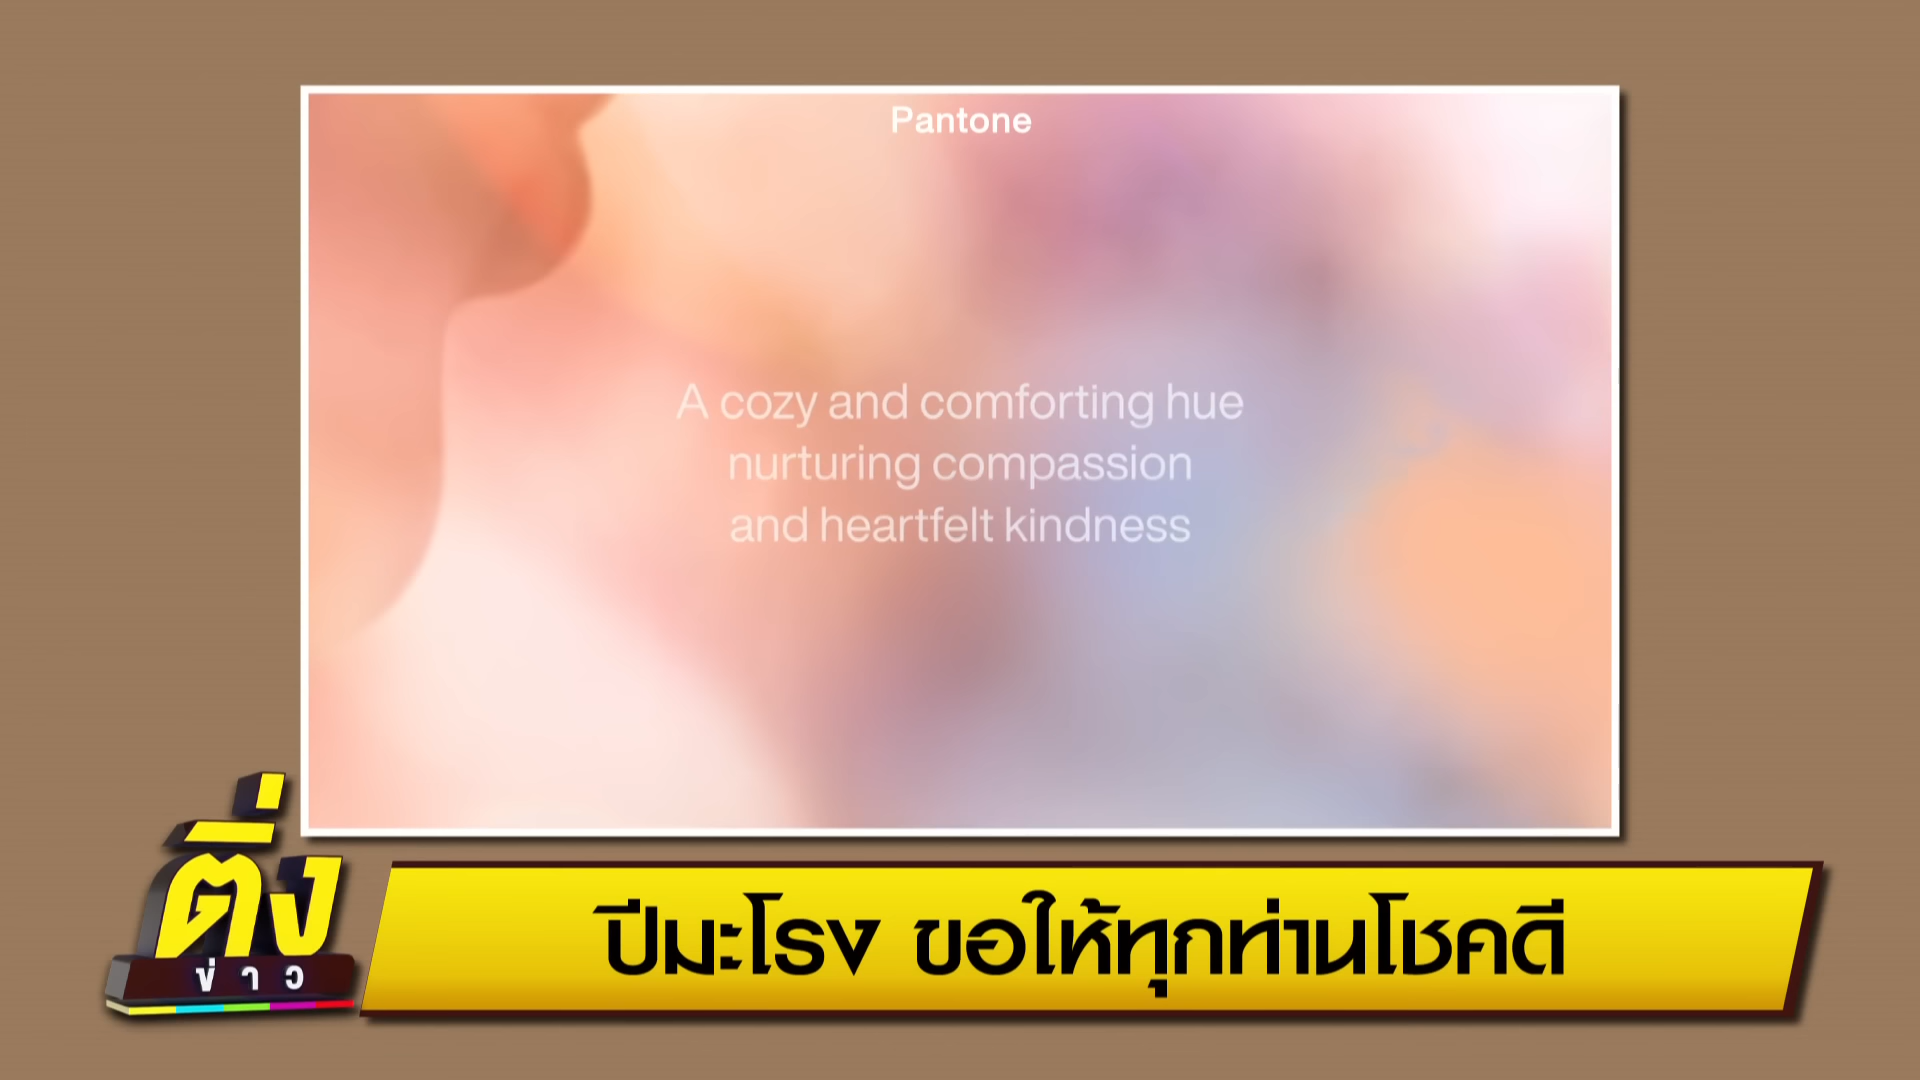 Pantone
A cozy and comforting hue
nurturing compassion
and heartfelt kindness
ติ่ง
ข่าว
ปีมะโรง ขอให้ทุกท่านโชคดี